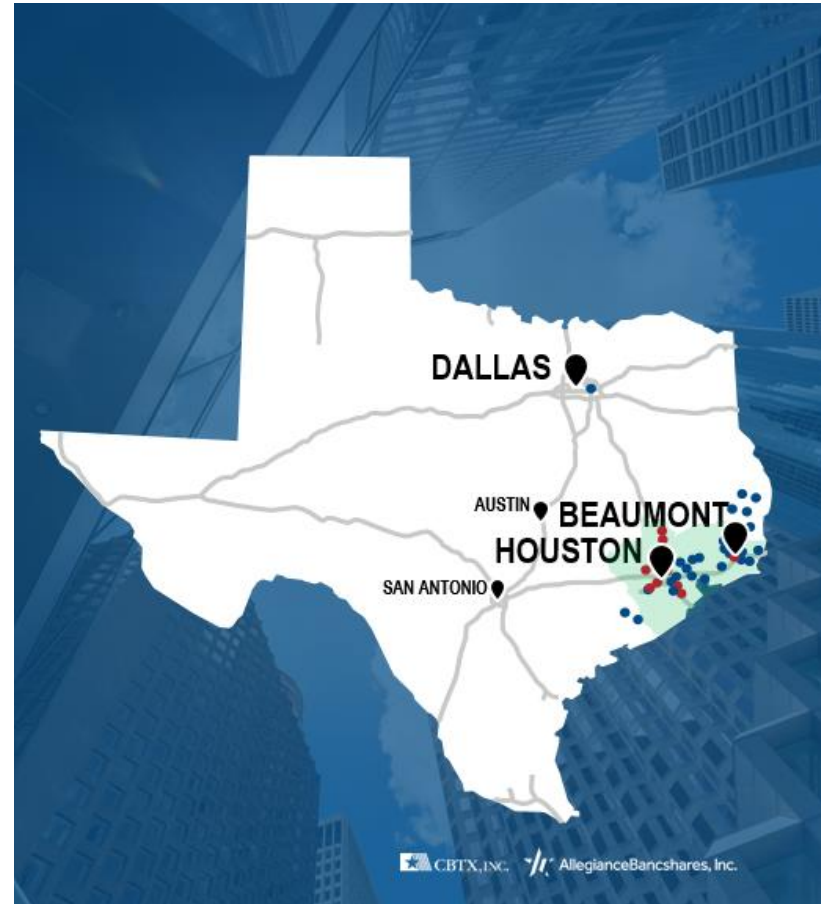 DALLAS
AUSTIN
BEAUMONT
HOUSTON
SAN ANTONIO
CBTX, INC. AllegianceBancshares, Inc.